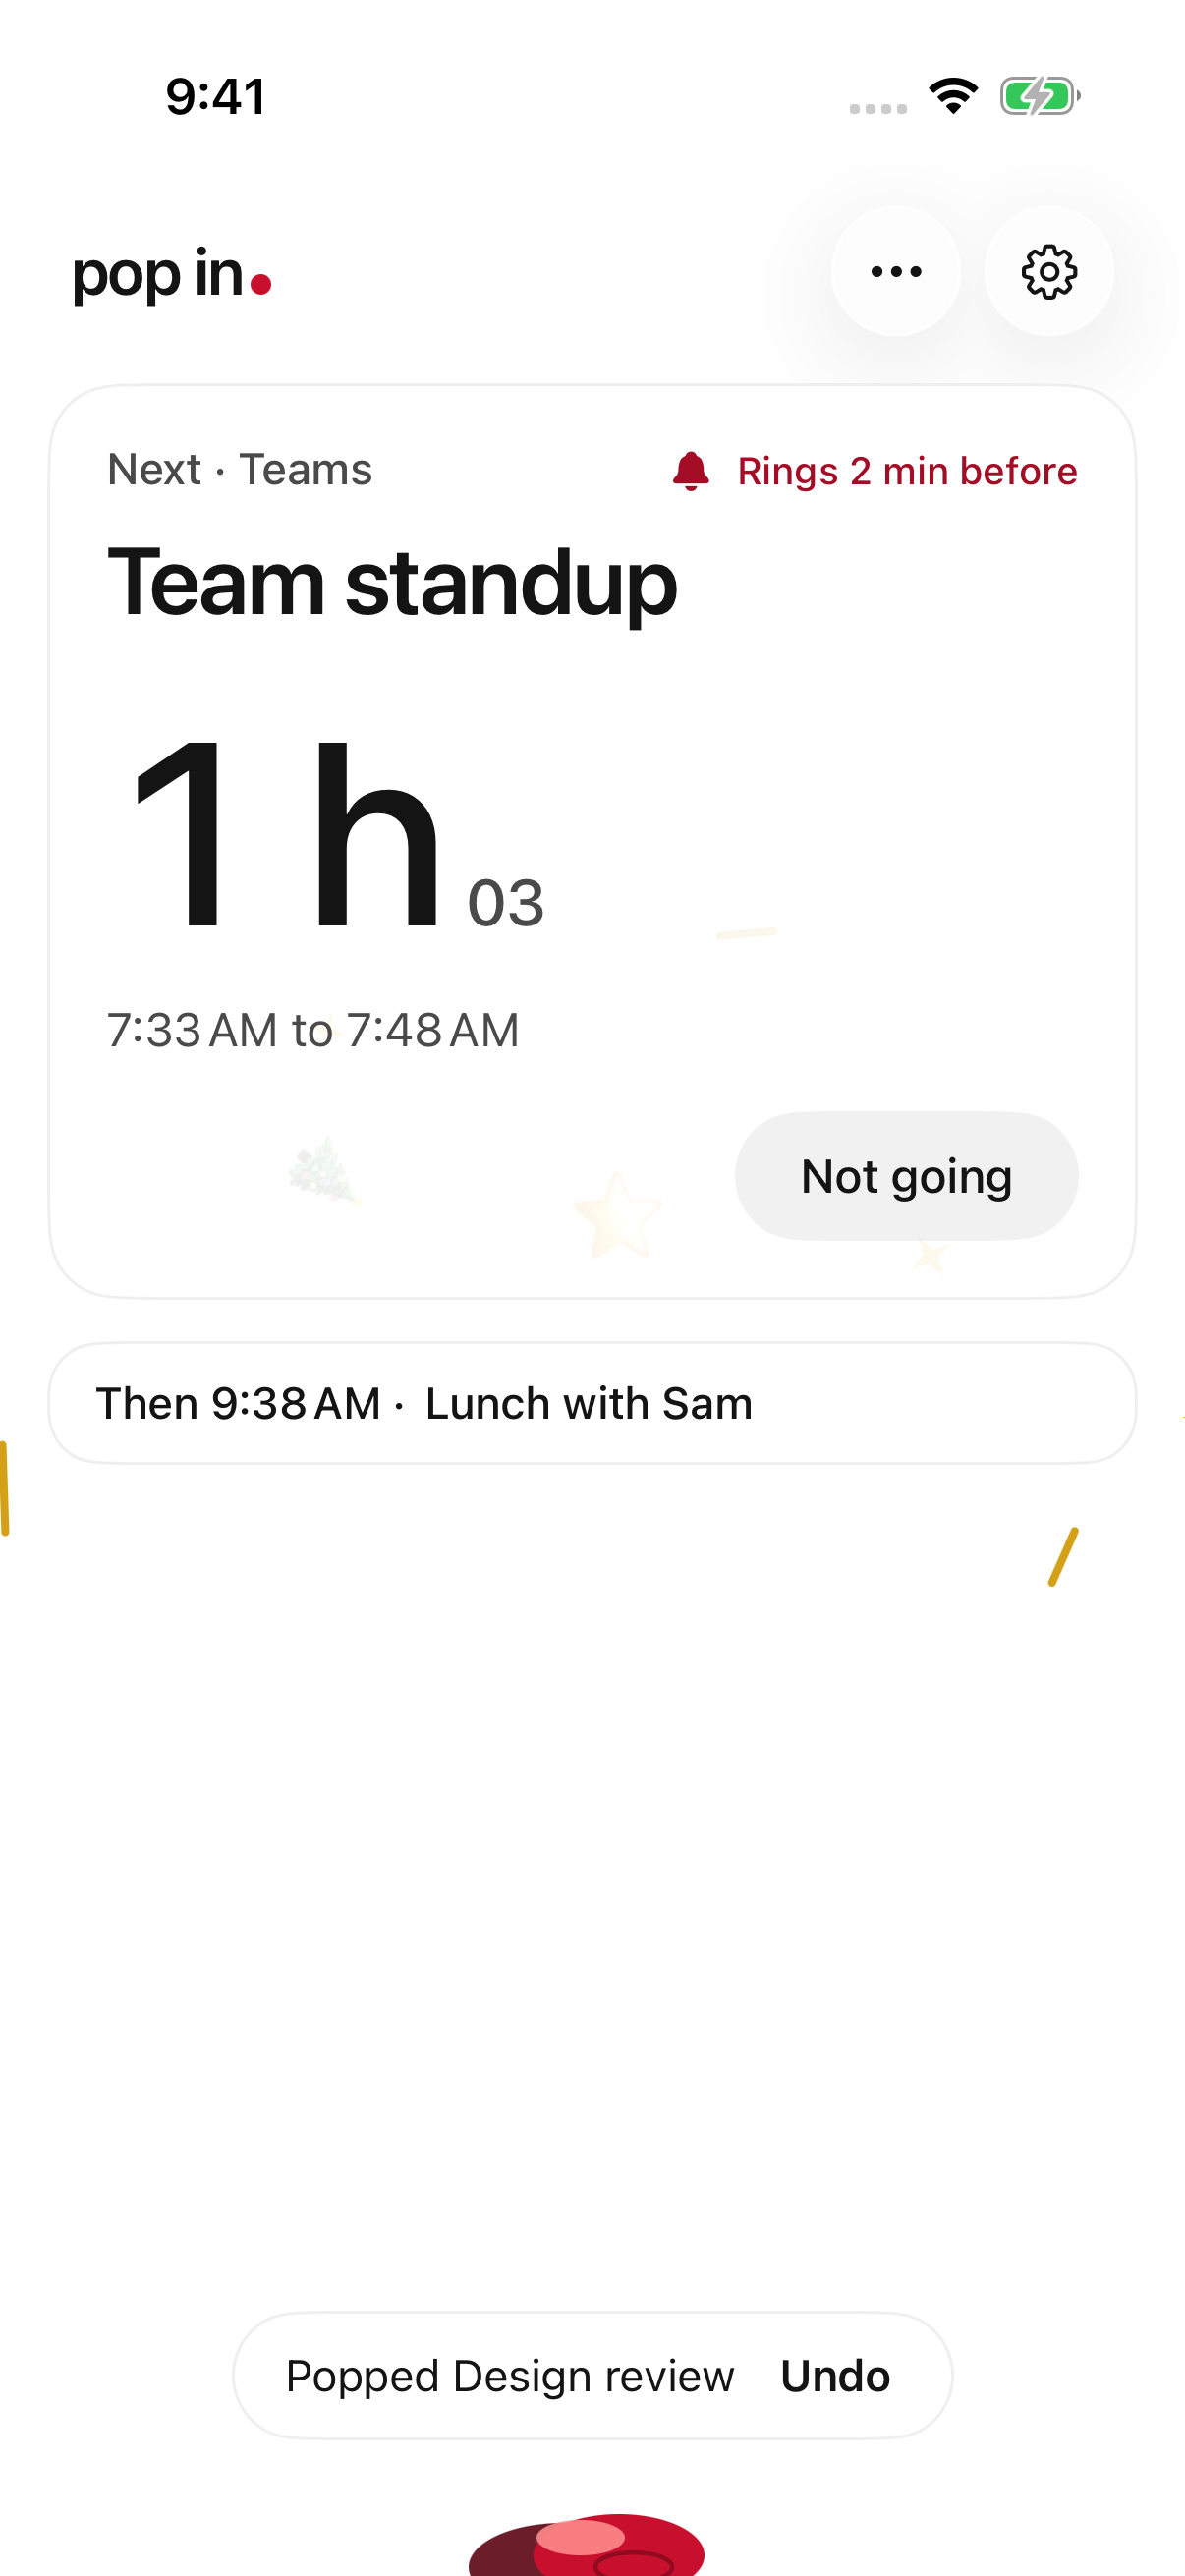 9:41
pop in.
Next · Teams
Rings 2 min before
Team standup
1 h 03
7:33 AM to 7:48 AM
Not going
Then 9:38 AM · Lunch with Sam
Popped Design review Undo